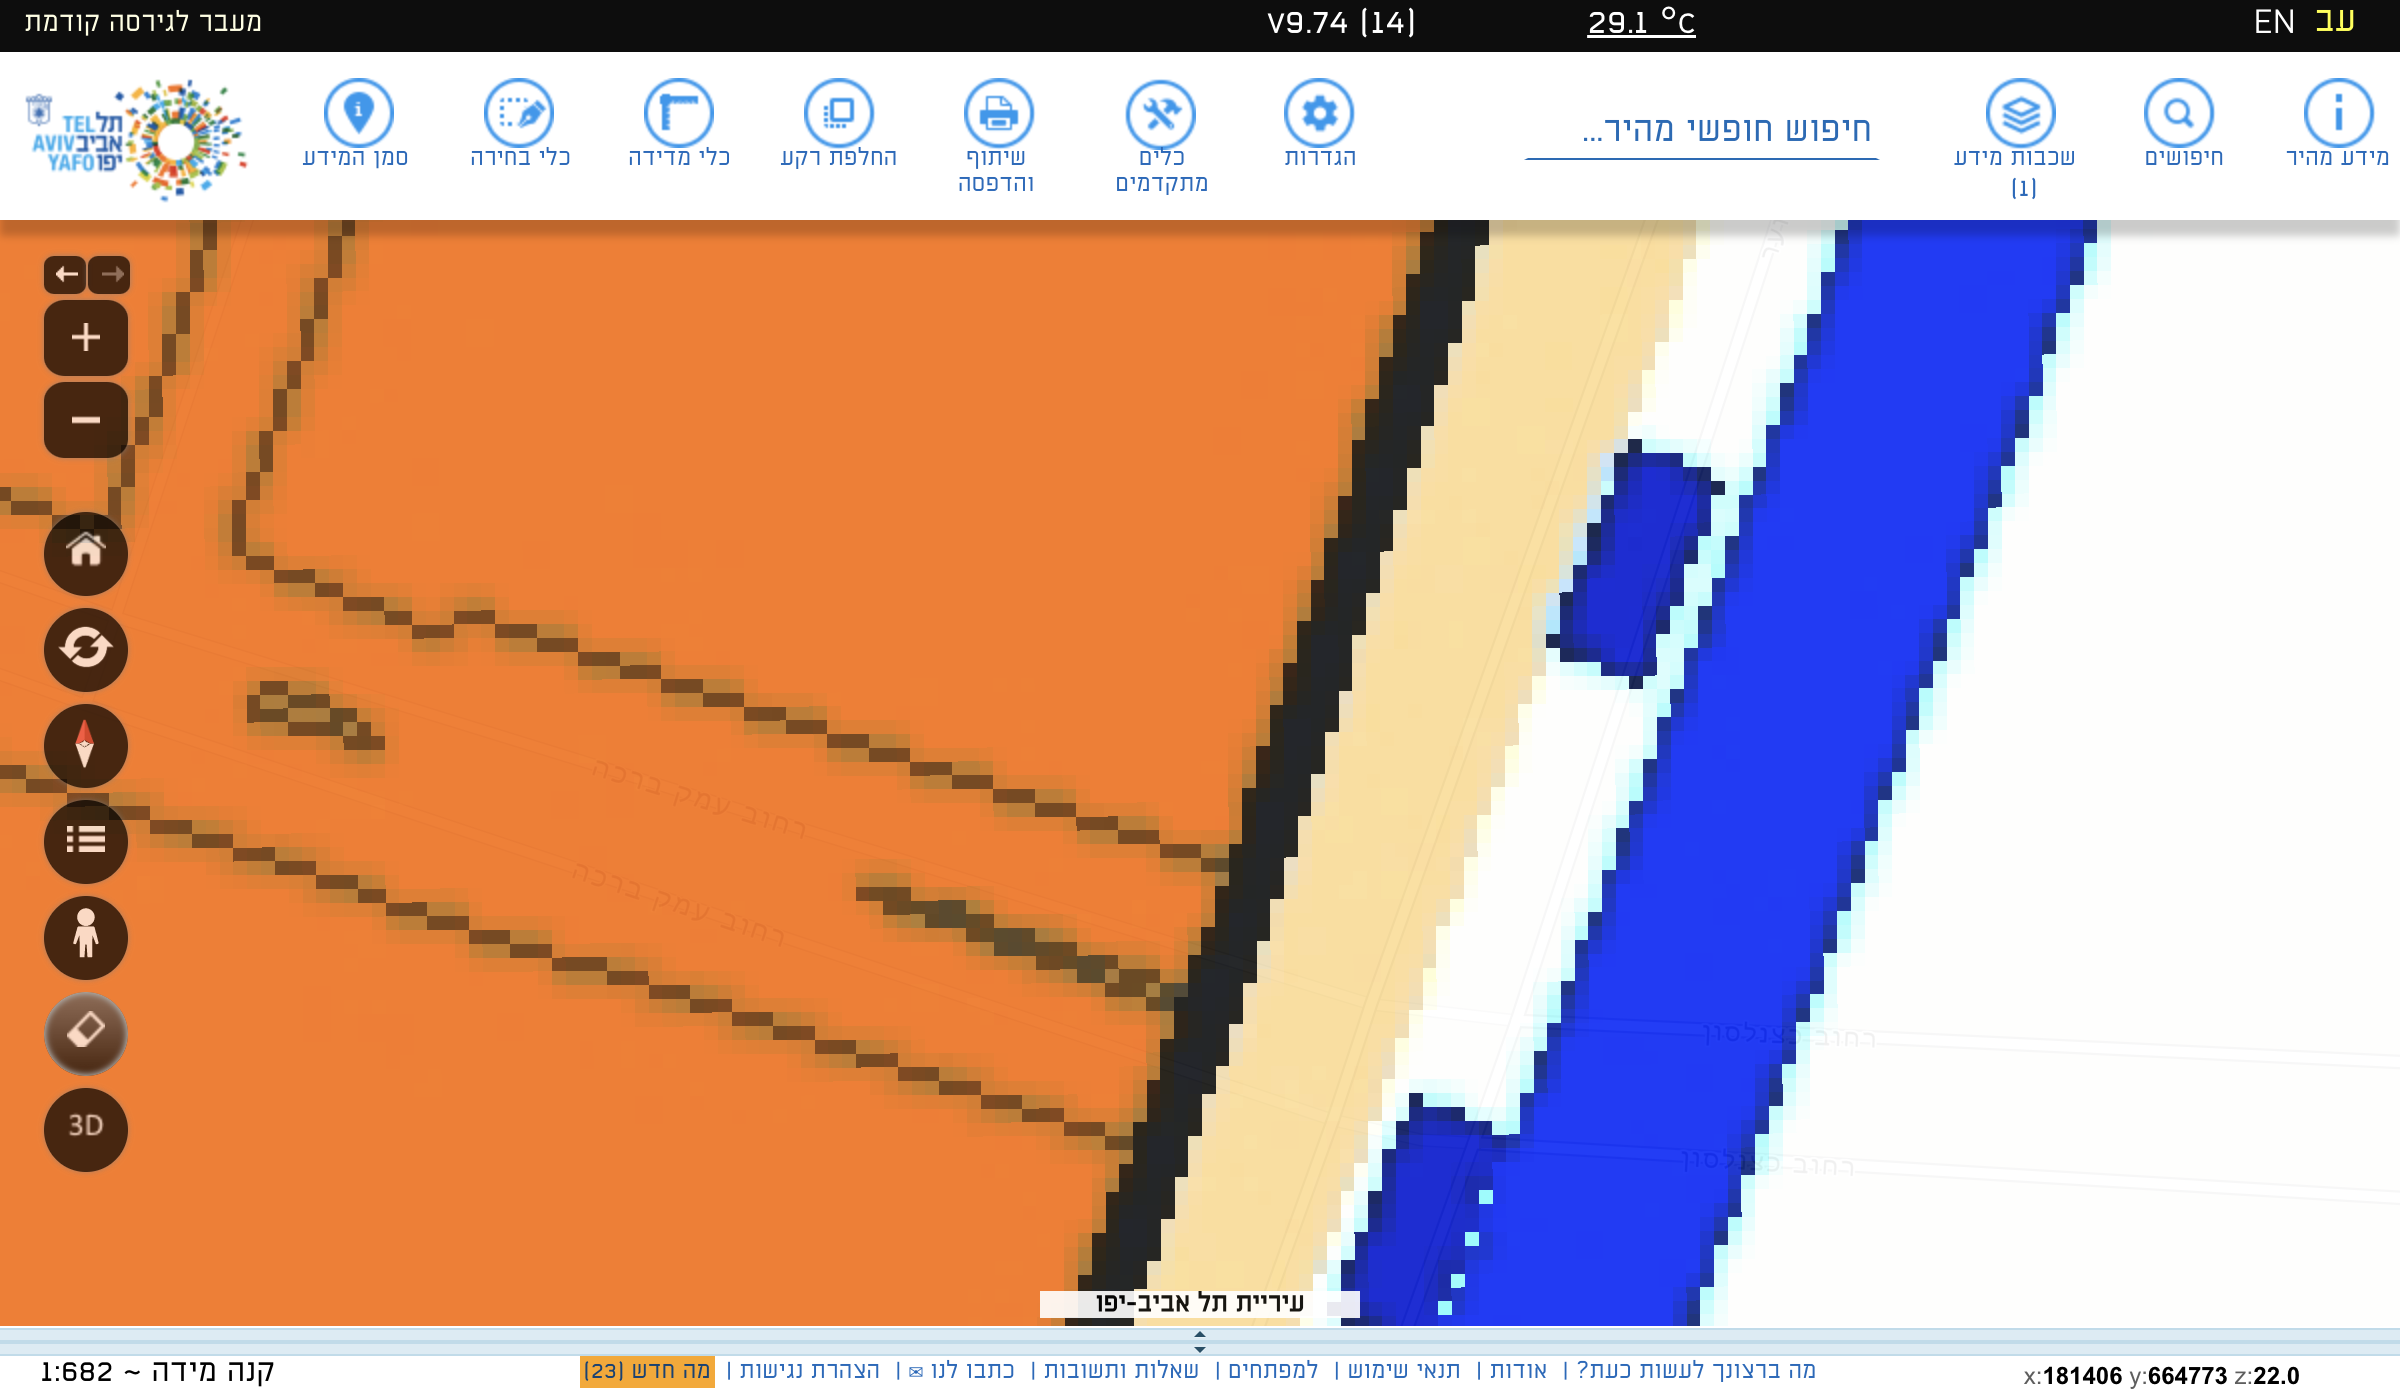 מעבר לגירסה קודמת
V9.74 (14)
29.1 °C
EN עב
תל TEL
אביב AVIV
יפו YAFO
סמן המידע
כלי בחירה
כלי מדידה
החלפת רקע
שיתוף
והדפסה
כלים
מתקדמים
הגדרות
חיפוש חופשי מהיר...
שכבות מידע
(1)
חיפושים
מידע מהיר
רחוב עמק ברכה
רחוב עמק ברכה
רחוב כצנלסון
רחוב כצנלסון
3D
עיריית תל אביב-יפו
קנה מידה ~ 1:682
מה ברצונך לעשות כעת? | אודות | תנאי שימוש | למפתחים | שאלות ותשובות | כתבו לנו ✉ | הצהרת נגישות | מה חדש (23)
x:181406 y:664773 z:22.0